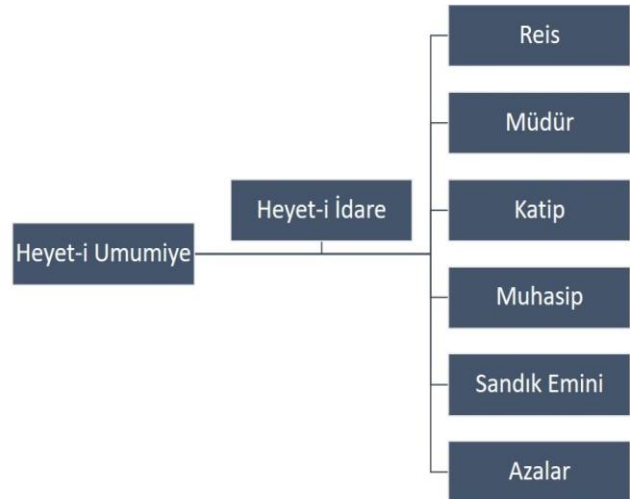 Heyet-i Umumiye
Heyet-i İdare
Reis
Müdür
Katip
Muhasip
Sandık Emini
Azalar